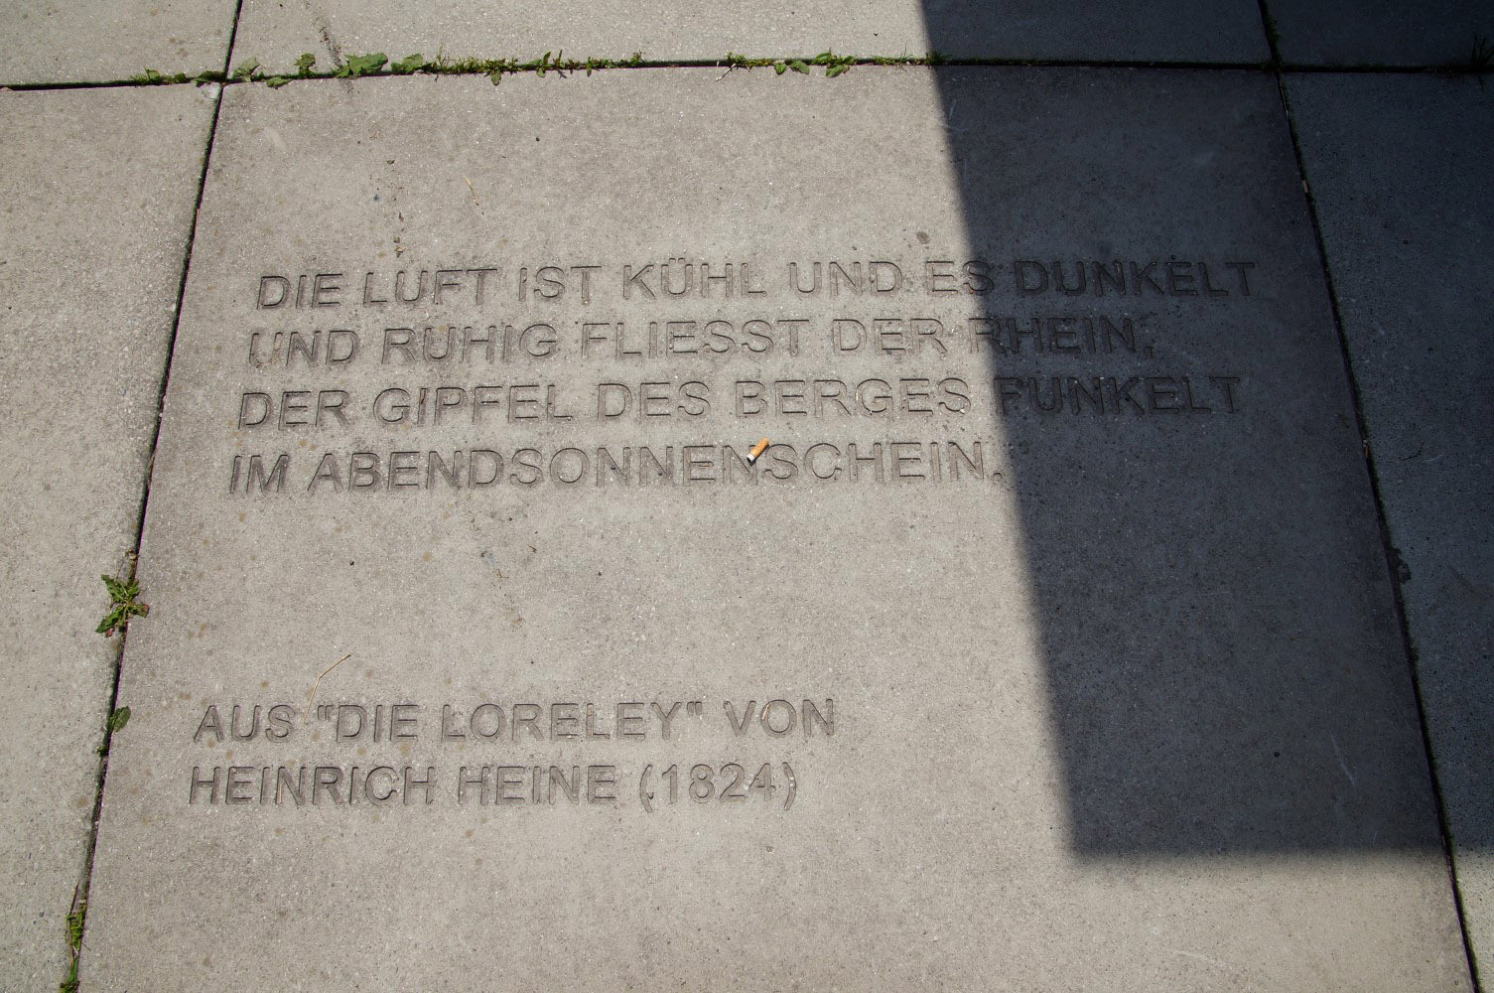 DIE LUFT IST KÜHL UND ES DUNKELT
UND RUHIG FLIESST DER RHEIN;
DER GIPFEL DES BERGES FUNKELT
IM ABENDSONNENSCHEIN.
AUS "DIE LORELEY" VON
HEINRICH HEINE (1824)